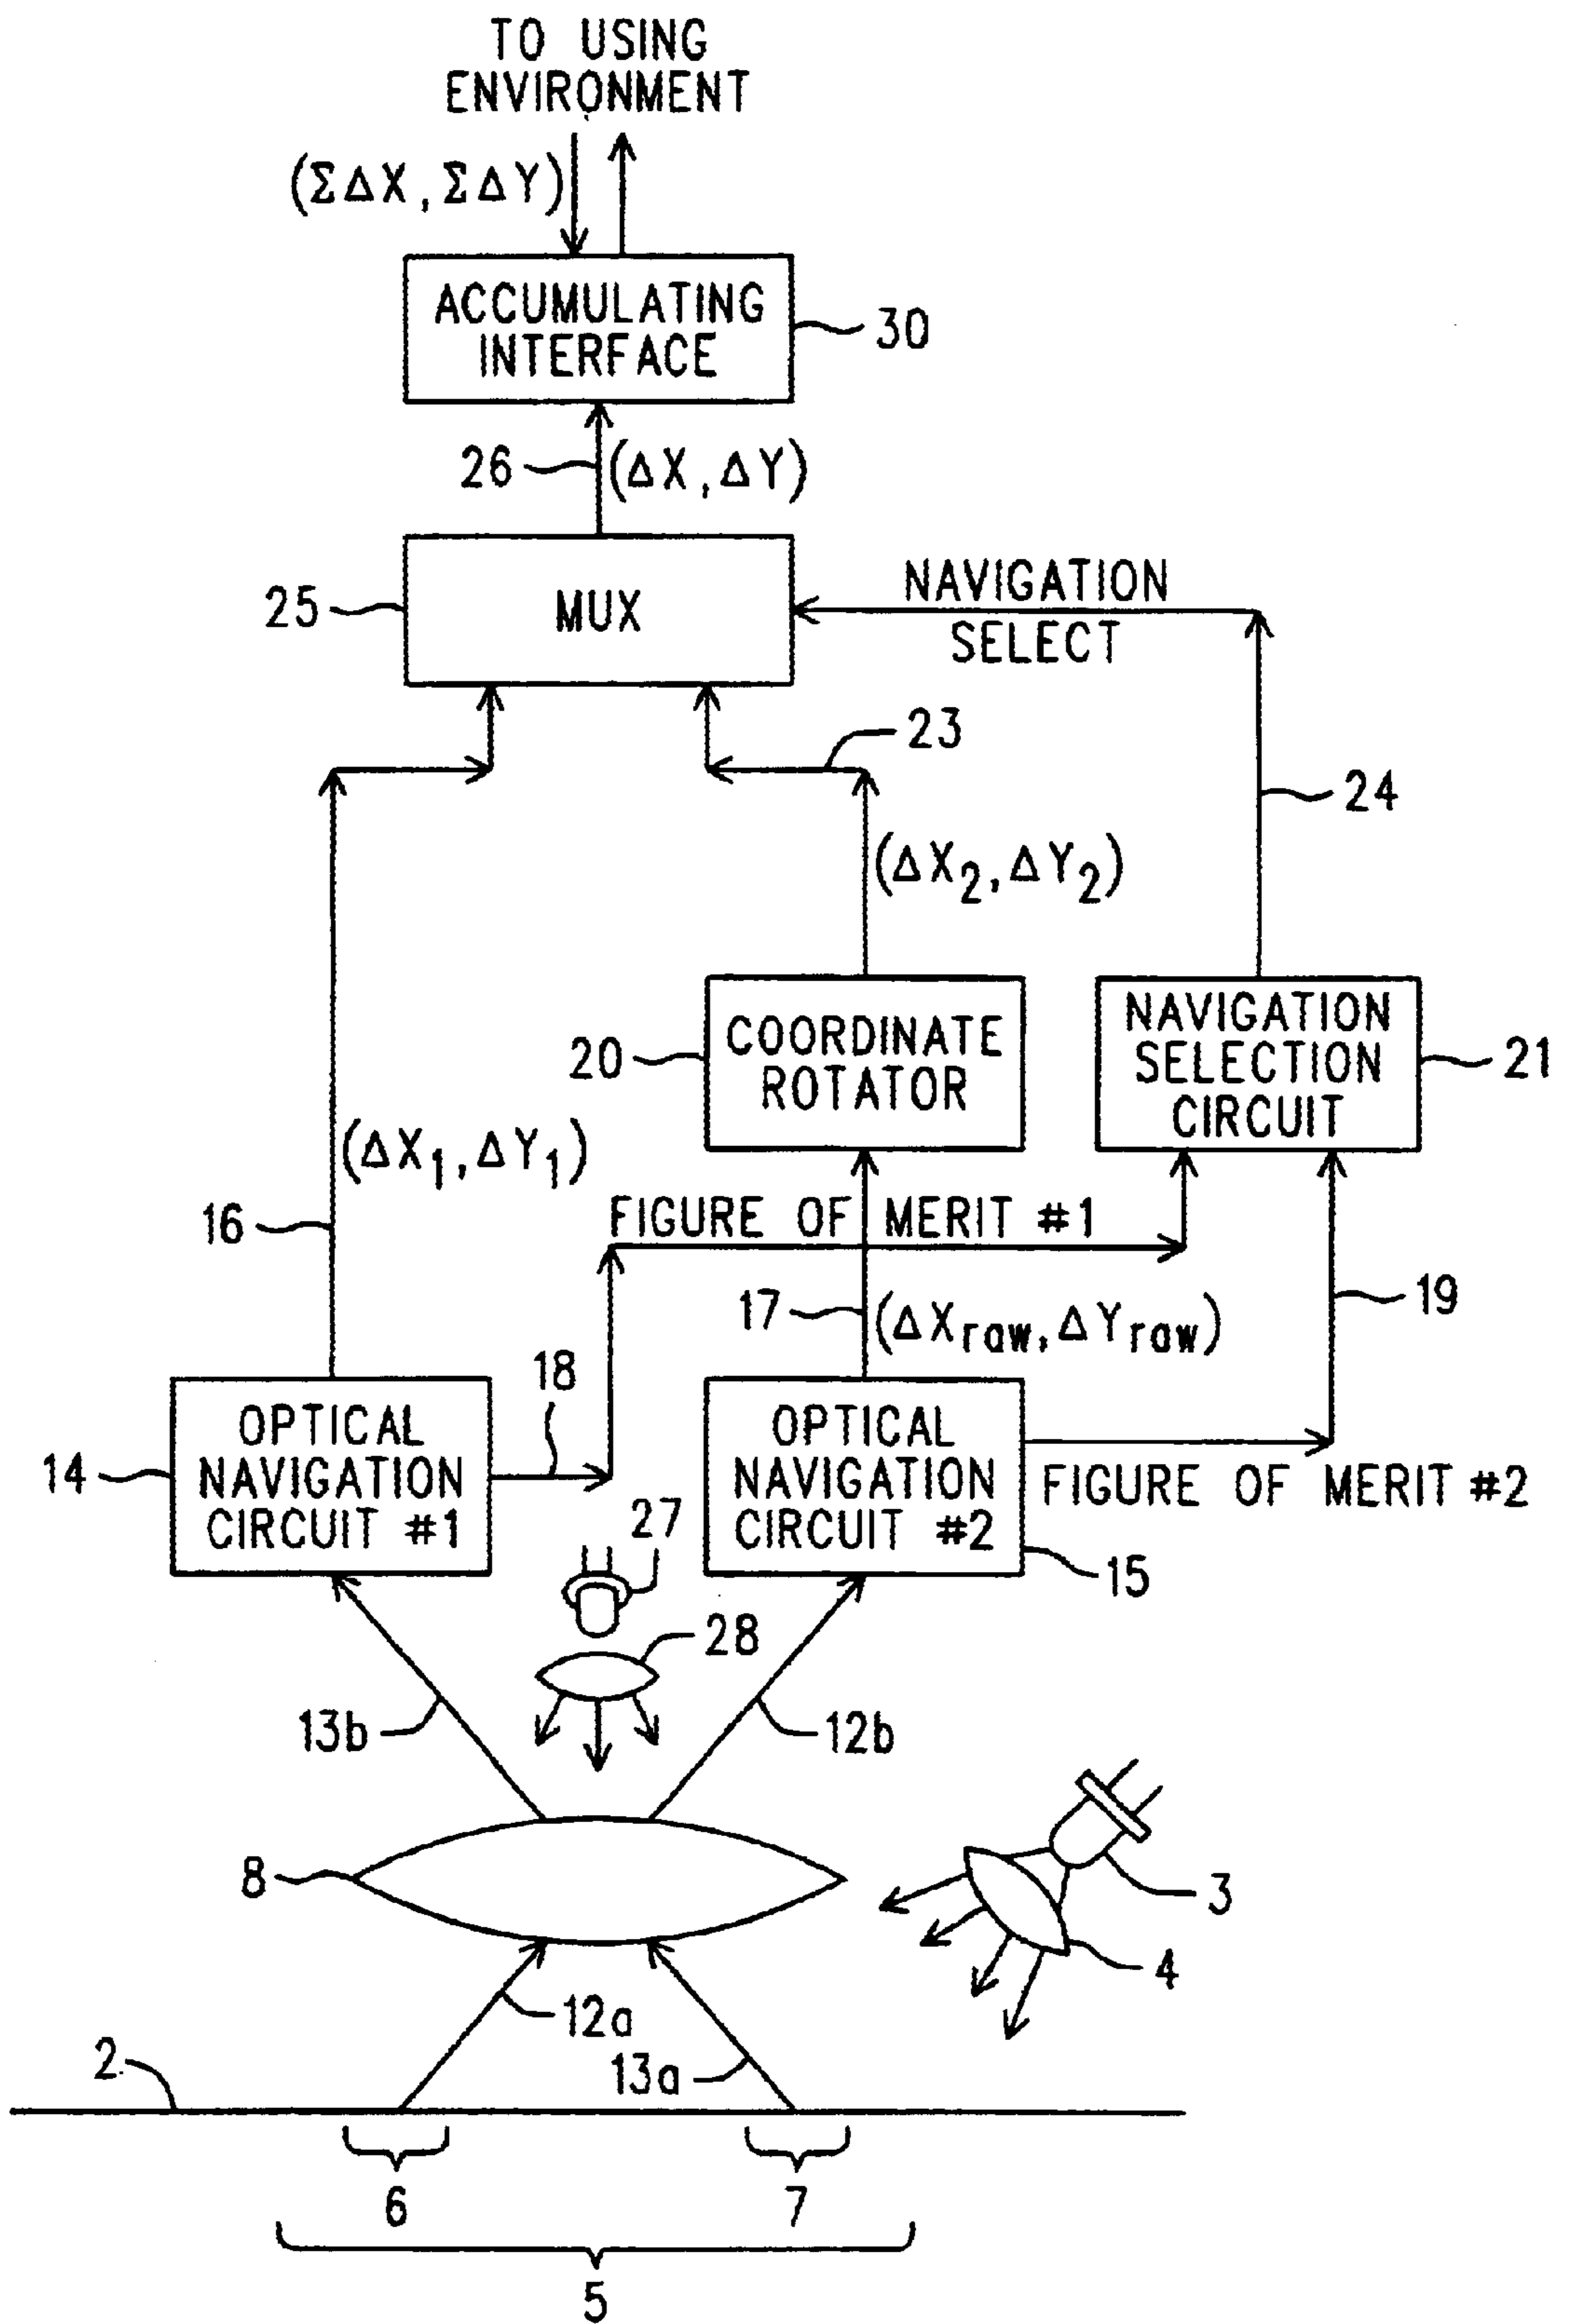 TO USING
ENVIRONMENT
(ΣΔX, ΣΔY)
ACCUMULATING
INTERFACE
30
26
(ΔX, ΔY)
25
MUX
NAVIGATION
SELECT
23
24
(ΔX₂, ΔY₂)
20
COORDINATE
ROTATOR
NAVIGATION
SELECTION
CIRCUIT
21
(ΔX₁, ΔY₁)
16
FIGURE OF MERIT #1
17
(ΔXraw, ΔYraw)
19
18
14
OPTICAL
NAVIGATION
CIRCUIT #1
OPTICAL
NAVIGATION
CIRCUIT #2
FIGURE OF MERIT #2
27
15
28
13b
12b
8
3
4
12a
13a
2
6
7
5